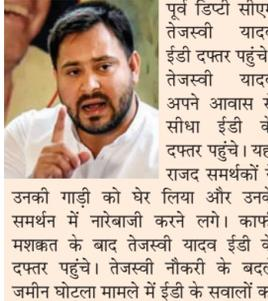 पूर्व डिप्टी सीएम
तेजस्वी यादव
ईडी दफ्तर पहुंचे
तेजस्वी यादव
अपने आवास से
सीधा ईडी के
दफ्तर पहुंचे। यहां
राजद समर्थकों ने
उनकी गाड़ी को घेर लिया और उनके
समर्थन में नारेबाजी करने लगे। काफी
मशक्कत के बाद तेजस्वी यादव ईडी के
दफ्तर पहुंचे। तेजस्वी नौकरी के बदले
जमीन घोटला मामले में ईडी के सवालों का